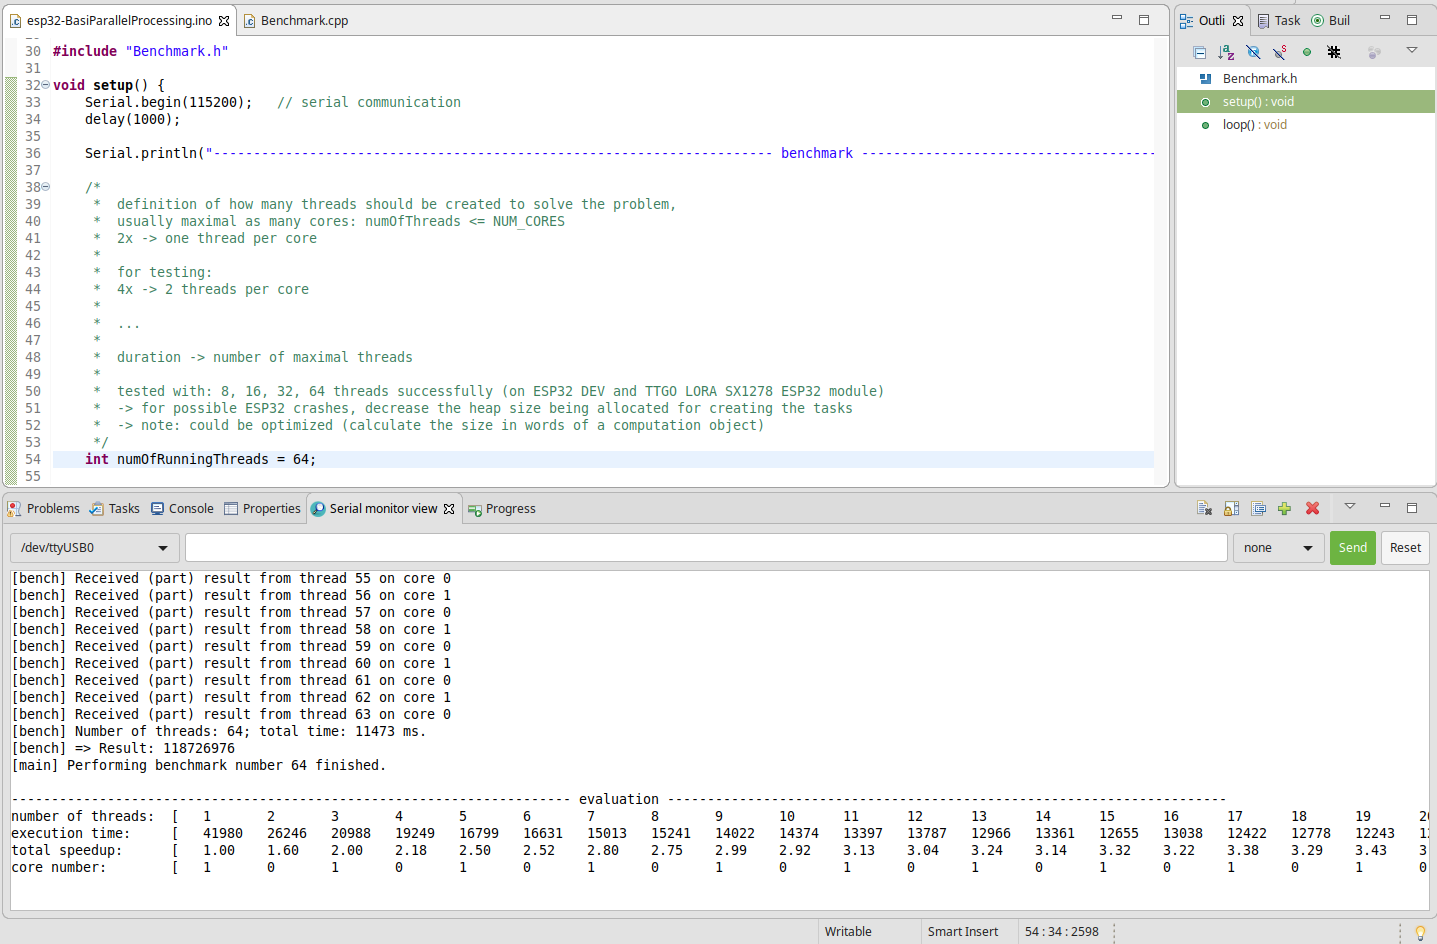 esp32-BasiParallelProcessing.ino
Benchmark.cpp
30 #include "Benchmark.h"
31
32 void setup() {
33     Serial.begin(115200);   // serial communication
34     delay(1000);
35
36     Serial.println("---------------------------------------------------------------------- benchmark -------------------------------------
37
38     /*
39      *  definition of how many threads should be created to solve the problem,
40      *  usually maximal as many cores: numOfThreads <= NUM_CORES
41      *  2x -> one thread per core
42      *
43      *  for testing:
44      *  4x -> 2 threads per core
45      *
46      *  ...
47      *
48      *  duration -> number of maximal threads
49      *
50      *  tested with: 8, 16, 32, 64 threads successfully (on ESP32 DEV and TTGO LORA SX1278 ESP32 module)
51      *  -> for possible ESP32 crashes, decrease the heap size being allocated for creating the tasks
52      *  -> note: could be optimized (calculate the size in words of a computation object)
53      */
54     int numOfRunningThreads = 64;
55
Outli Task Buil
Benchmark.h
setup() : void
loop() : void
Problems Tasks Console Properties Serial monitor view Progress
/dev/ttyUSB0 none Send Reset
[bench] Received (part) result from thread 55 on core 0
[bench] Received (part) result from thread 56 on core 1
[bench] Received (part) result from thread 57 on core 0
[bench] Received (part) result from thread 58 on core 1
[bench] Received (part) result from thread 59 on core 0
[bench] Received (part) result from thread 60 on core 1
[bench] Received (part) result from thread 61 on core 0
[bench] Received (part) result from thread 62 on core 1
[bench] Received (part) result from thread 63 on core 0
[bench] Number of threads: 64; total time: 11473 ms.
[bench] => Result: 118726976
[main] Performing benchmark number 64 finished.
---------------------------------------------------------------------- evaluation ----------------------------------------------------------------------
number of threads:  [   1 2 3 4 5 6 7 8 9 10 11 12 13 14 15 16 17 18 19
execution time:     [   41980 26246 20988 19249 16799 16631 15013 15241 14022 14374 13397 13787 12966 13361 12655 13038 12422 12778 12243
total speedup:      [   1.00 1.60 2.00 2.18 2.50 2.52 2.80 2.75 2.99 2.92 3.13 3.04 3.24 3.14 3.32 3.22 3.38 3.29 3.43
core number:        [   1 0 1 0 1 0 1 0 1 0 1 0 1 0 1 0 1 0 1 0
Writable Smart Insert 54 : 34 : 2598